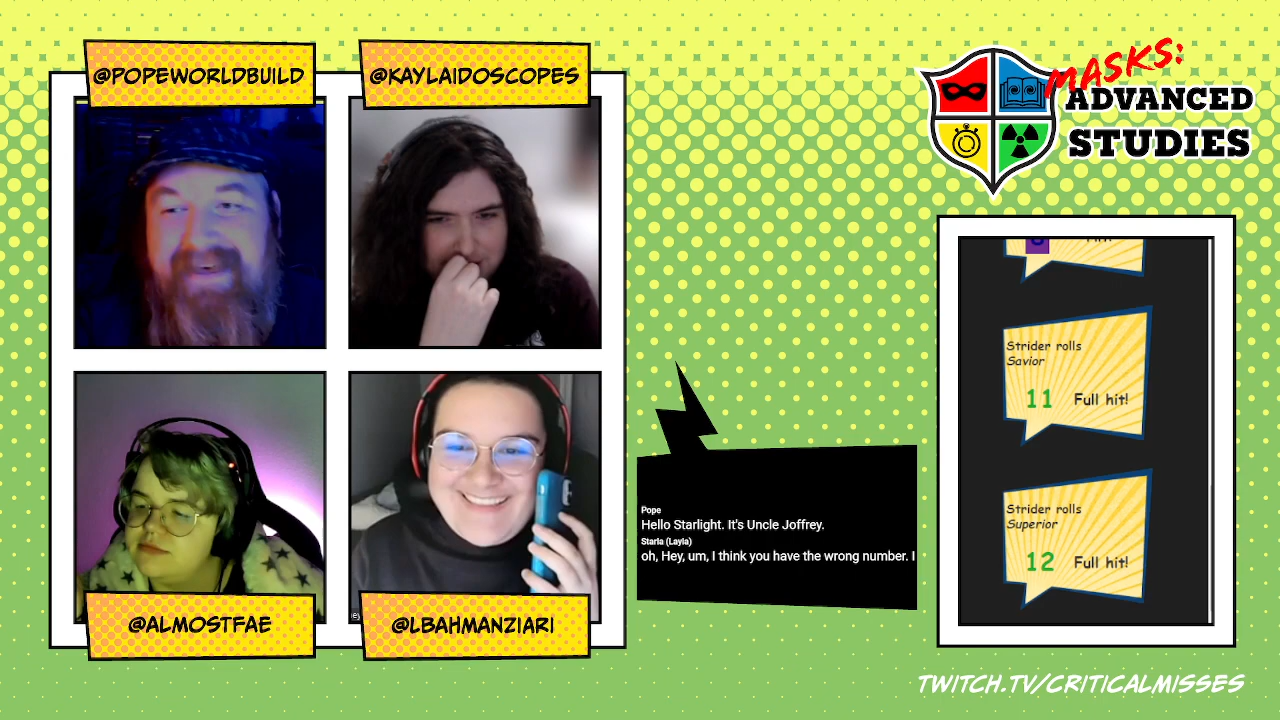 @POPEWORLDBUILD
@KAYLAIDOSCOPES
@ALMOSTFAE
@LBAHMANZIARI
MASKS:
ADVANCED
STUDIES
Strider rolls
Savior
11 Full hit!
Strider rolls
Superior
12 Full hit!
Pope
Hello Starlight. It's Uncle Joffrey.
Starla (Layla)
oh, Hey, um, I think you have the wrong number. I
TWITCH.TV/CRITICALMISSES